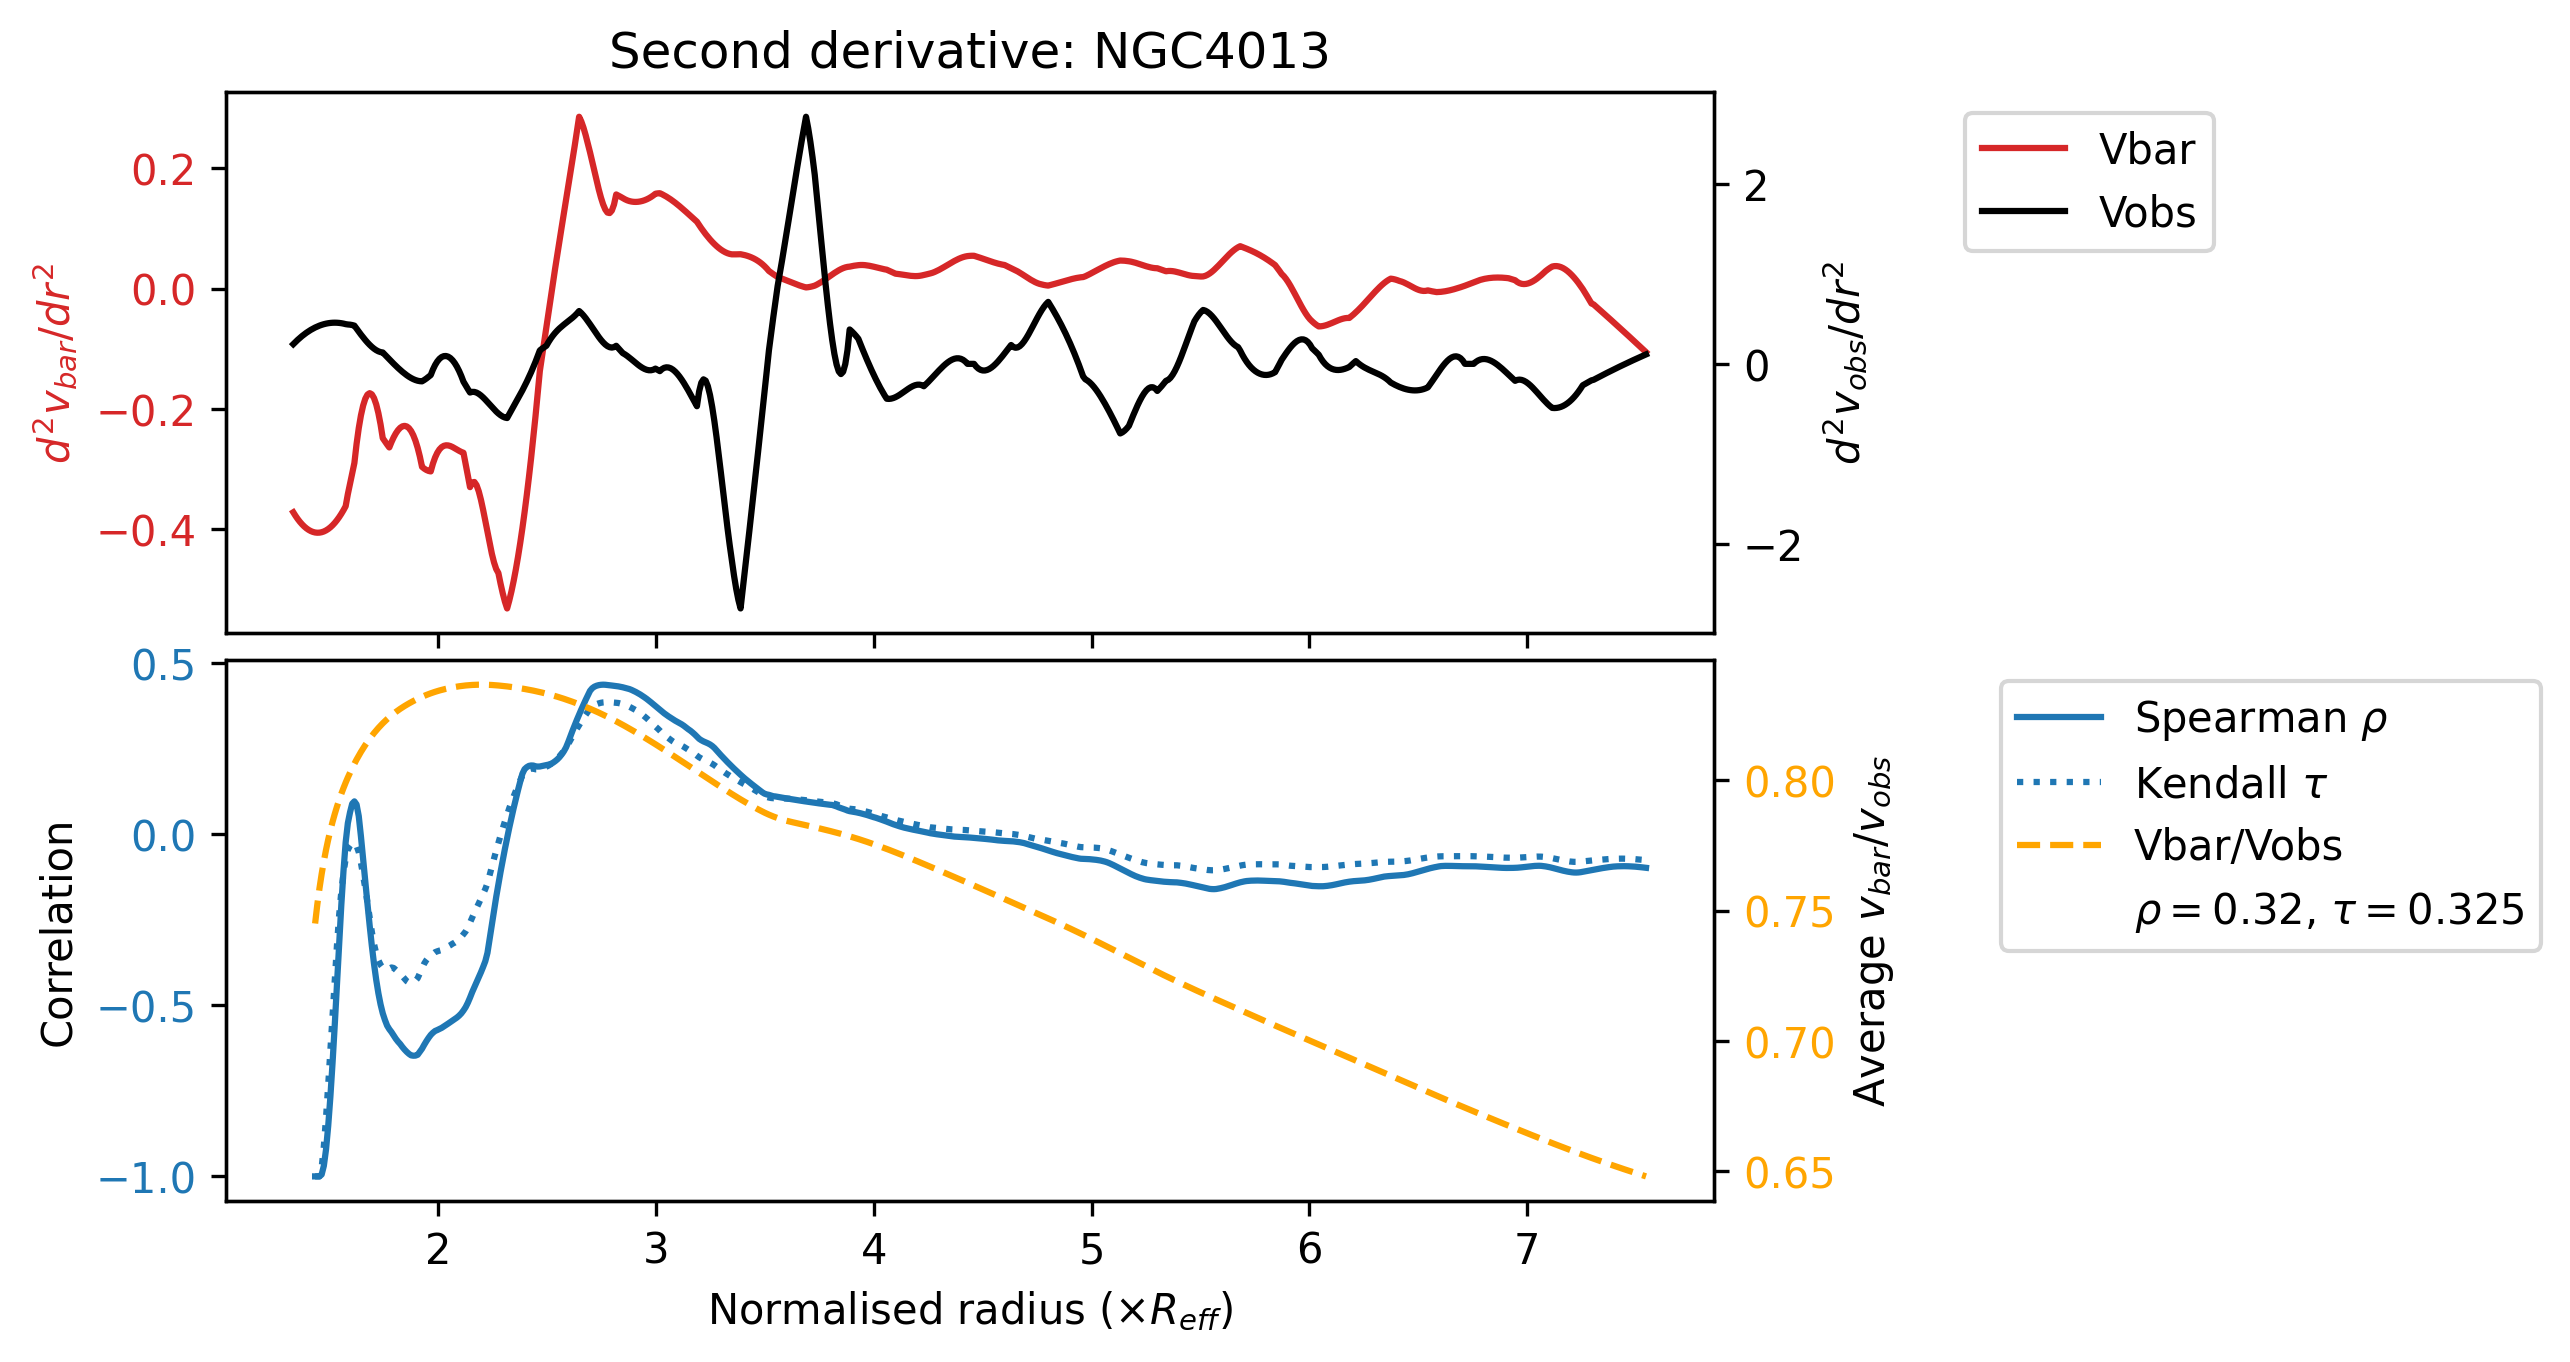 Second derivative: NGC4013
0.2
0.0
−0.2
−0.4
d²v_bar/dr²
2
0
−2
d²v_obs/dr²
Vbar
Vobs
0.5
0.0
−0.5
−1.0
Correlation
0.80
0.75
0.70
0.65
Average v_bar/v_obs
Spearman ρ
Kendall τ
Vbar/Vobs
ρ = 0.32, τ = 0.325
2 3 4 5 6 7
Normalised radius (×R_eff)